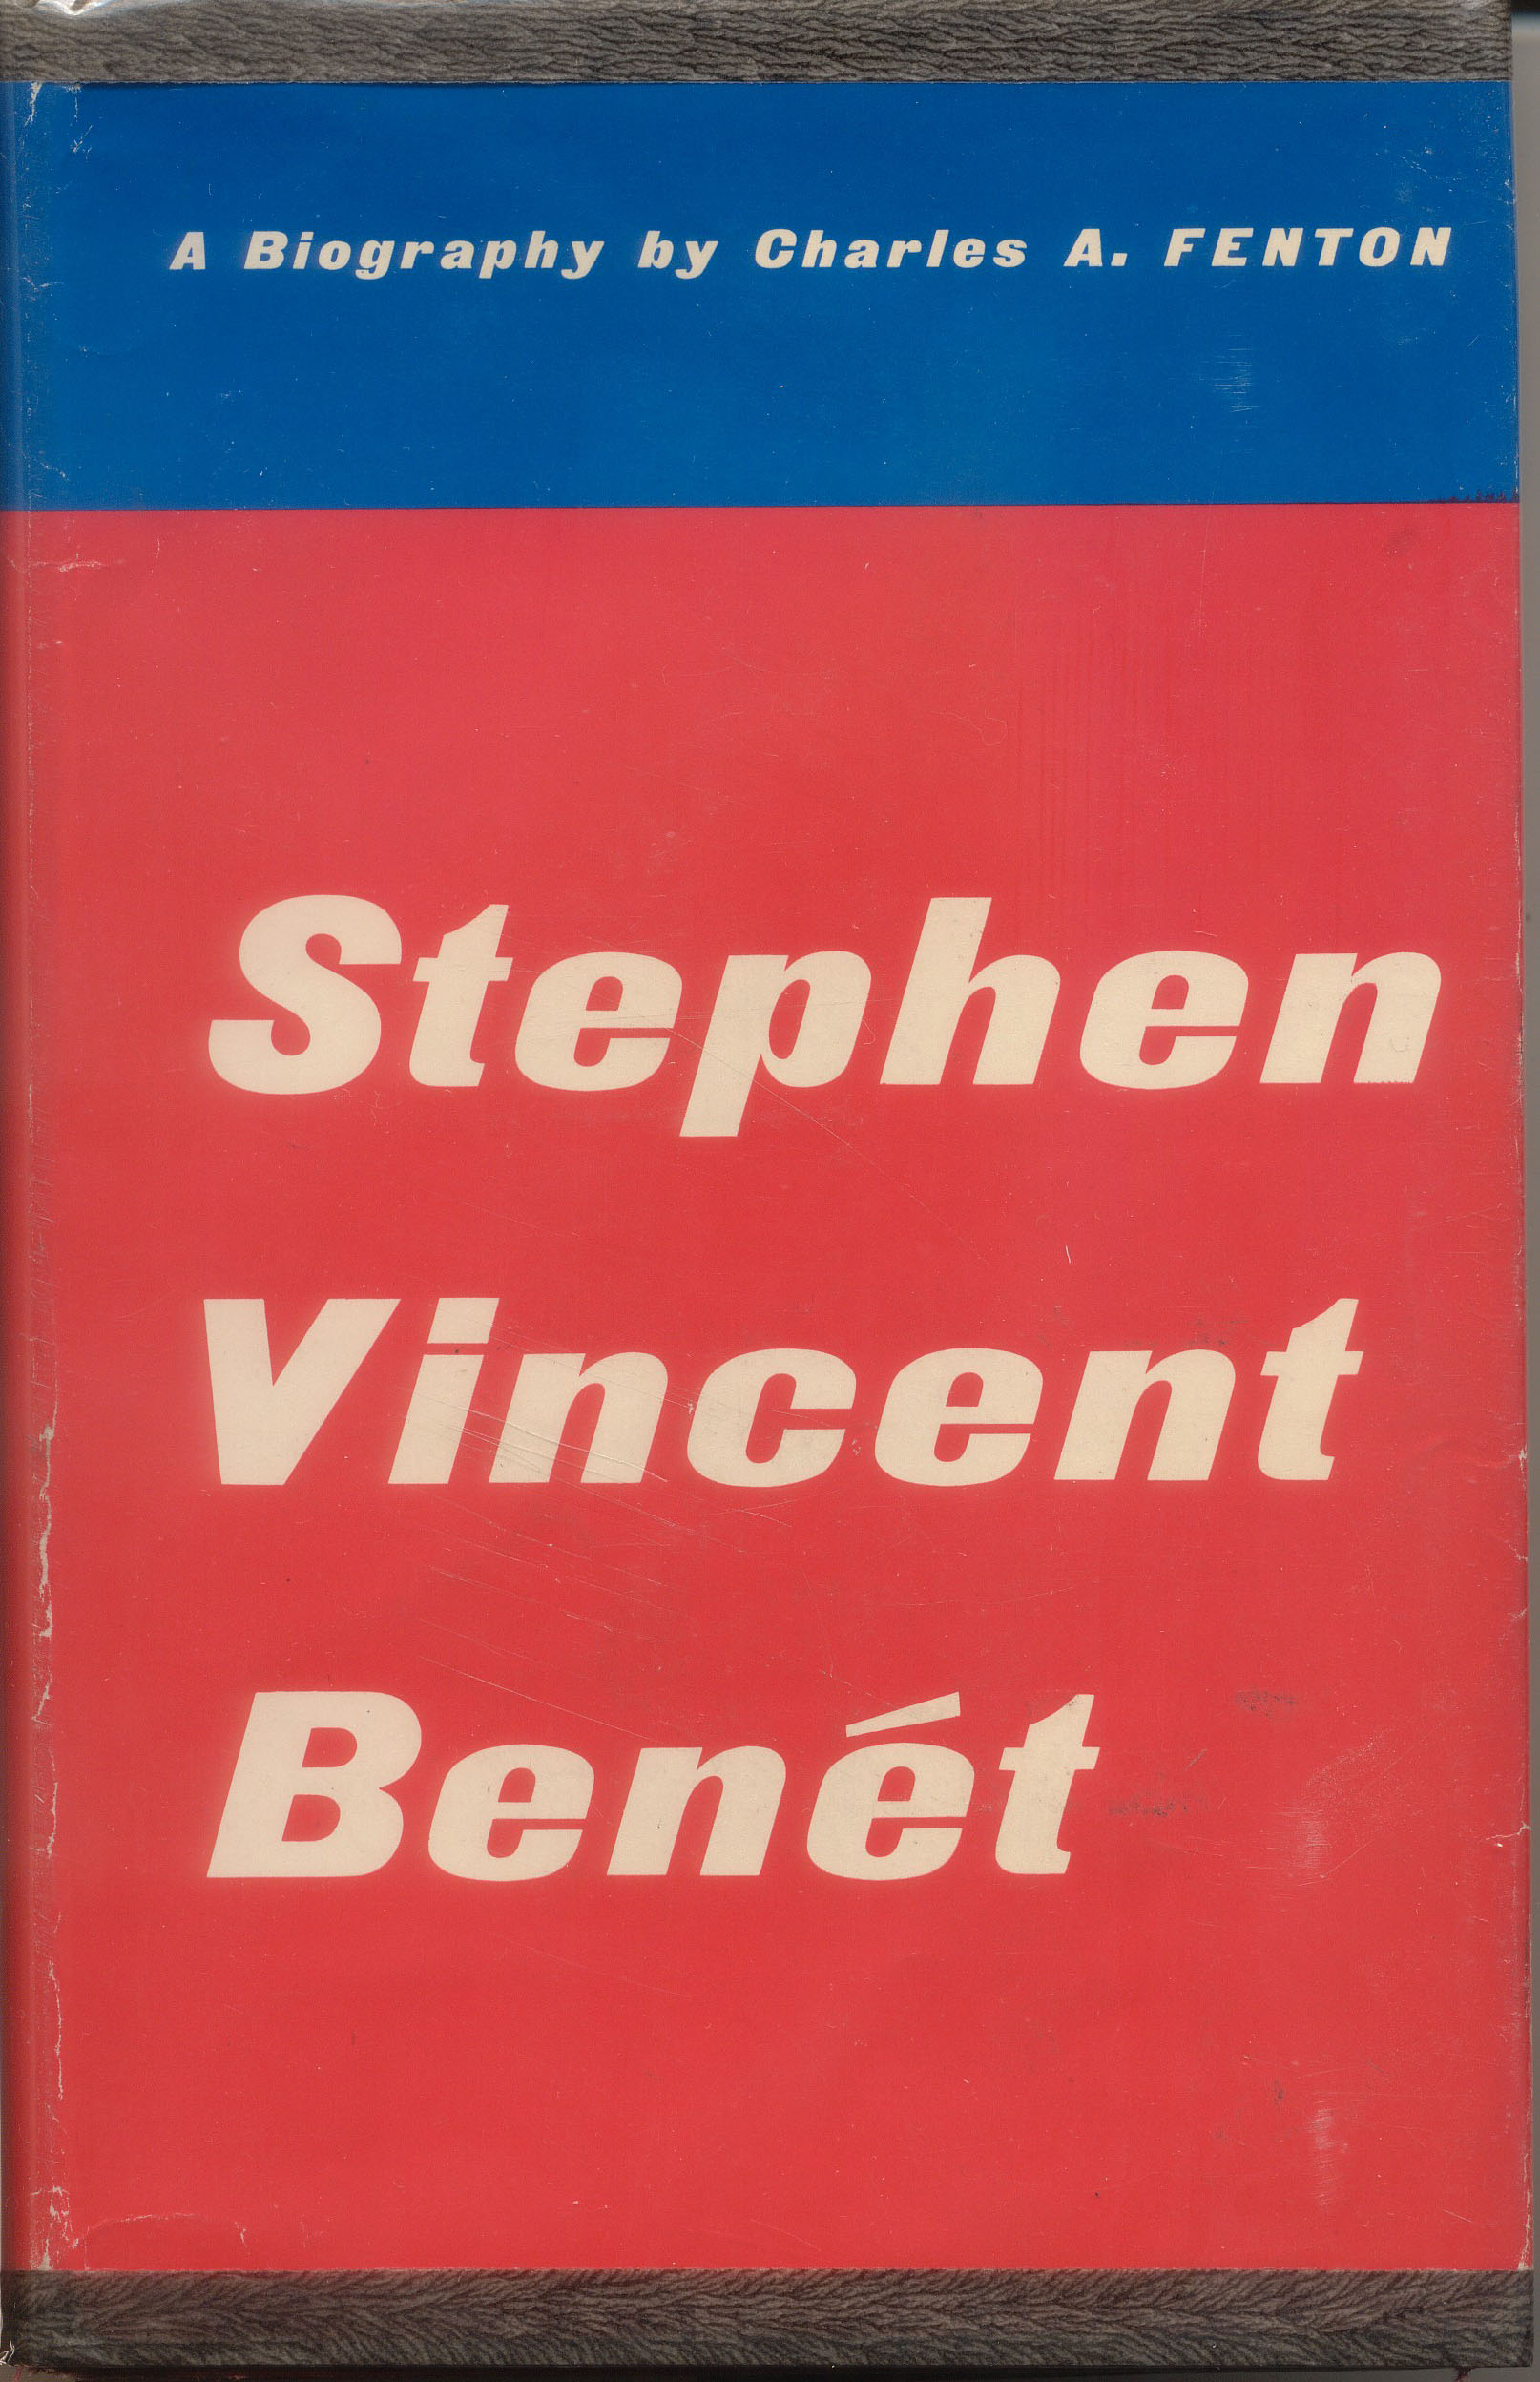 A Biography by Charles A. FENTON
Stephen
Vincent
Benét